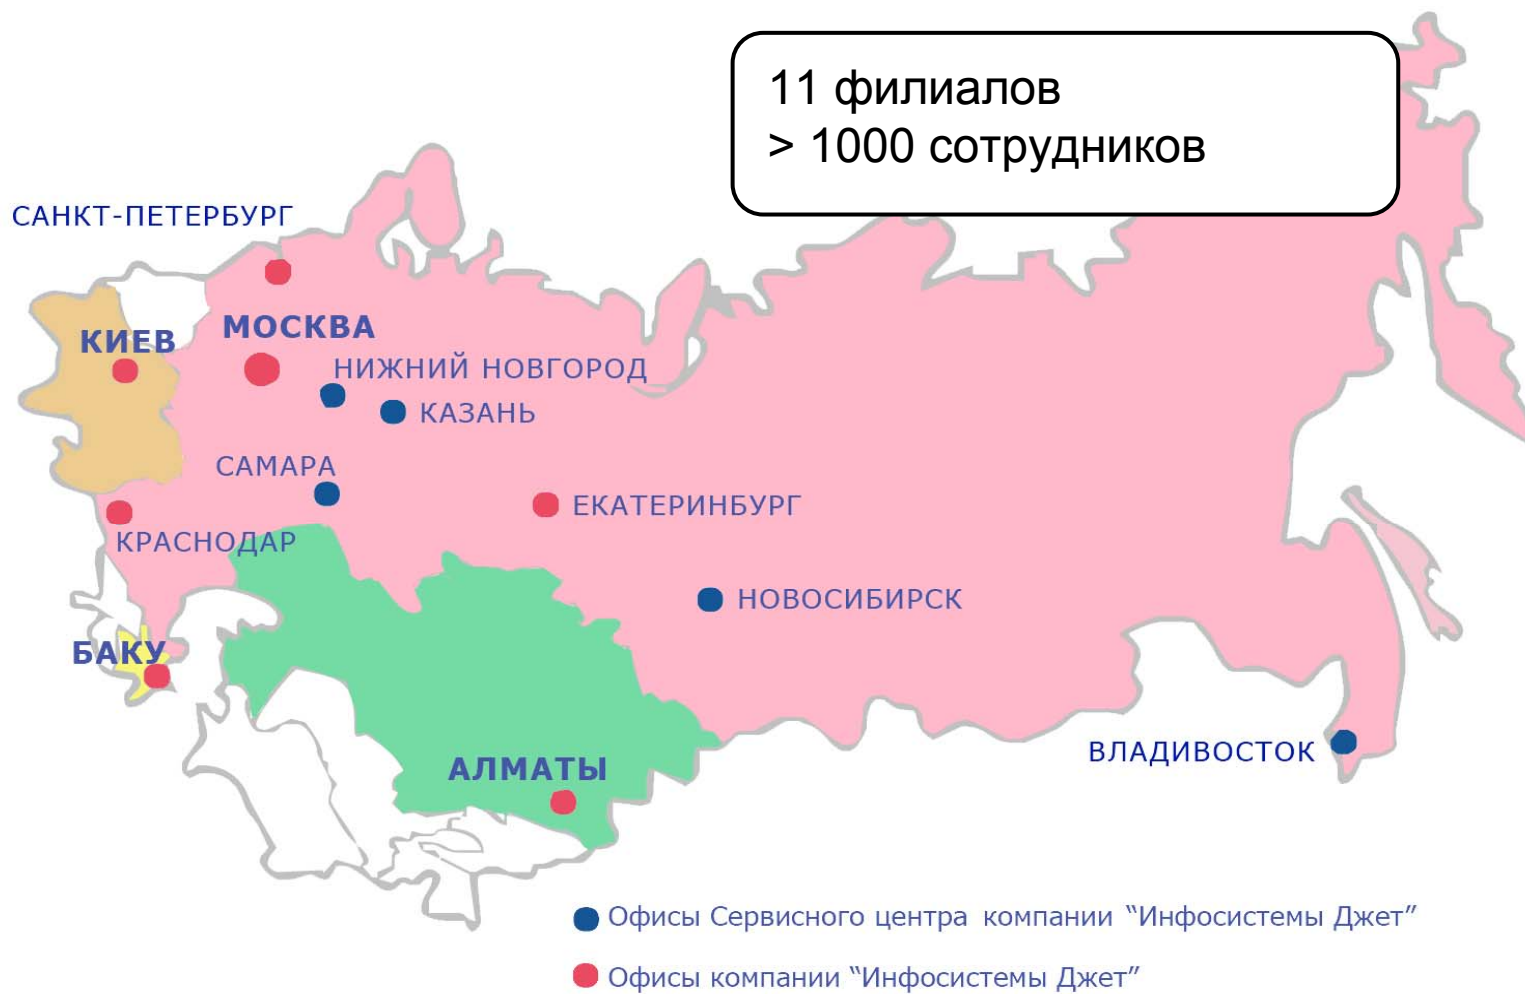 11 филиалов
> 1000 сотрудников
САНКТ-ПЕТЕРБУРГ
КИЕВ
МОСКВА
НИЖНИЙ НОВГОРОД
КАЗАНЬ
САМАРА
ЕКАТЕРИНБУРГ
КРАСНОДАР
НОВОСИБИРСК
БАКУ
ВЛАДИВОСТОК
АЛМАТЫ
Офисы Сервисного центра компании “Инфосистемы Джет”
Офисы компании “Инфосистемы Джет”